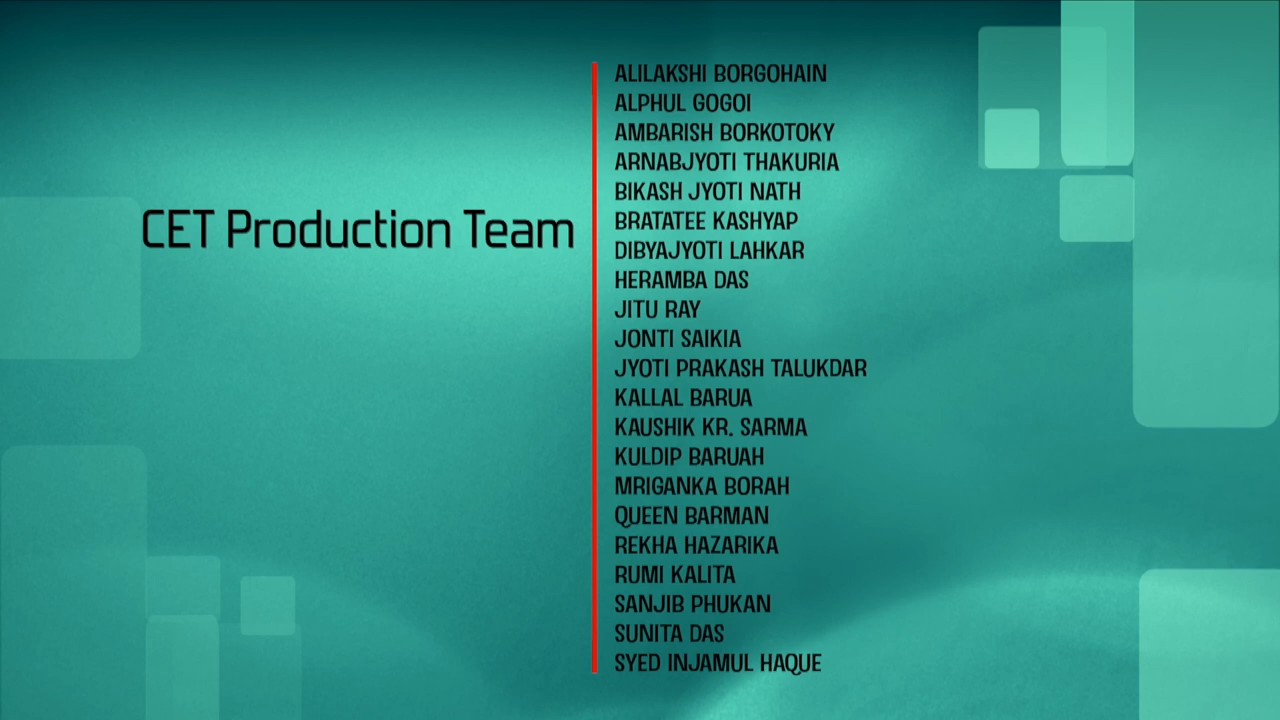 CET Production Team
ALILAKSHI BORGOHAIN
ALPHUL GOGOI
AMBARISH BORKOTOKY
ARNABJYOTI THAKURIA
BIKASH JYOTI NATH
BRATATEE KASHYAP
DIBYAJYOTI LAHKAR
HERAMBA DAS
JITU RAY
JONTI SAIKIA
JYOTI PRAKASH TALUKDAR
KALLAL BARUA
KAUSHIK KR. SARMA
KULDIP BARUAH
MRIGANKA BORAH
QUEEN BARMAN
REKHA HAZARIKA
RUMI KALITA
SANJIB PHUKAN
SUNITA DAS
SYED INJAMUL HAQUE